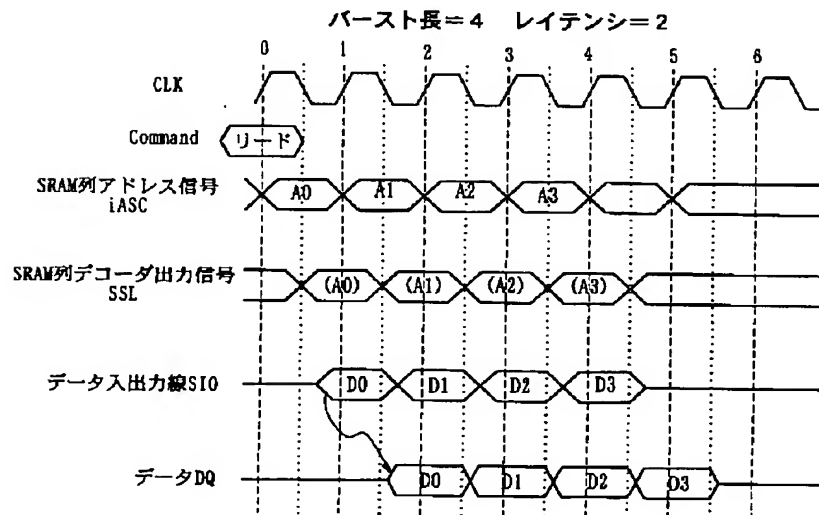 バースト長=4 レイテンシ=2
0 1 2 3 4 5 6
CLK
Command リード
SRAM列アドレス信号
iASC
A0 A1 A2 A3
SRAM列デコーダ出力信号
SSL
(A0) (A1) (A2) (A3)
データ入出力線SIO D0 D1 D2 D3
データDQ D0 D1 D2 D3